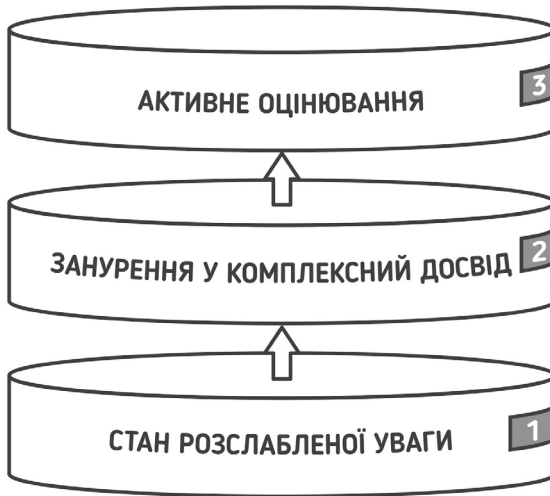 АКТИВНЕ ОЦІНЮВАННЯ
3
ЗАНУРЕННЯ У КОМПЛЕКСНИЙ ДОСВІД
2
СТАН РОЗСЛАБЛЕНОЇ УВАГИ
1